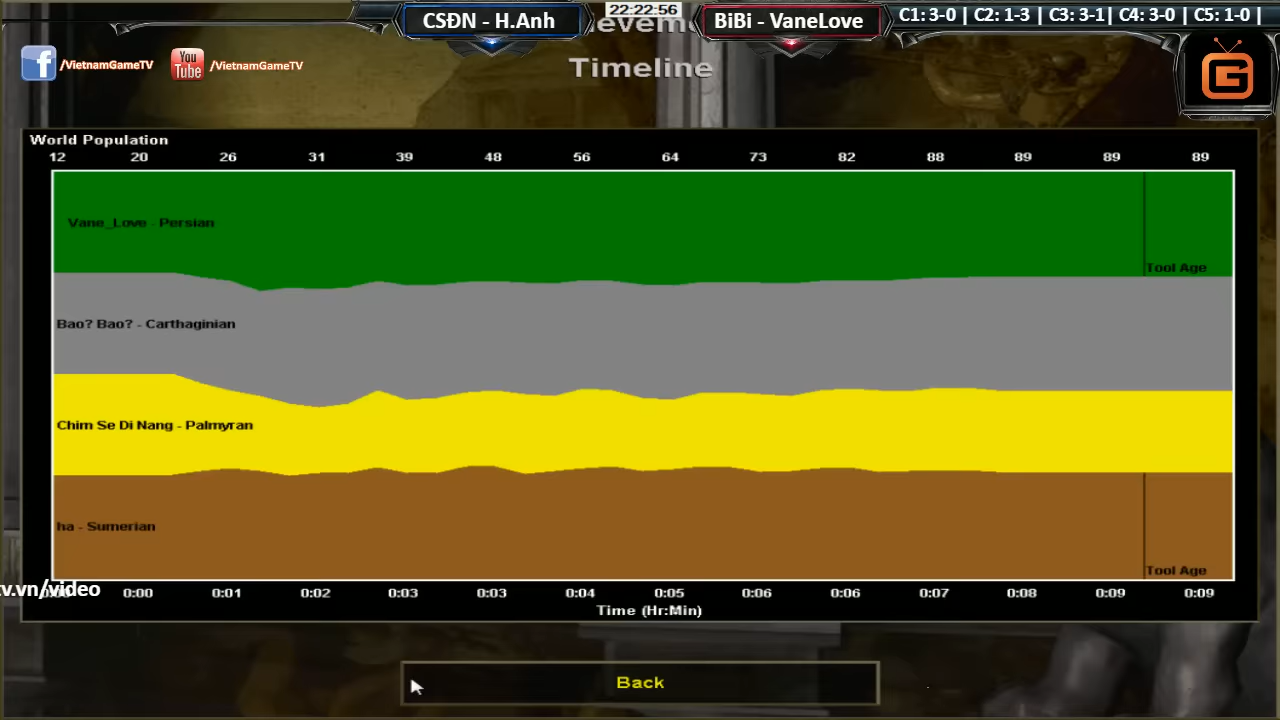 CSĐN - H.Anh
22:22:56
BiBi - VaneLove
C1: 3-0 | C2: 1-3 | C3: 3-1| C4: 3-0 | C5: 1-0 |
f /VietnamGameTV
You Tube /VietnamGameTV
Timeline
G
World Population
12 20 26 31 39 48 56 64 73 82 88 89 89 89
Vane_Love - Persian
Tool Age
Bao? Bao? - Carthaginian
Chim Se Di Nang - Palmyran
ha - Sumerian
Tool Age
tv.vn/video
0:00 0:01 0:02 0:03 0:03 0:04 0:05 0:06 0:06 0:07 0:08 0:09 0:09
Time (Hr:Min)
Back